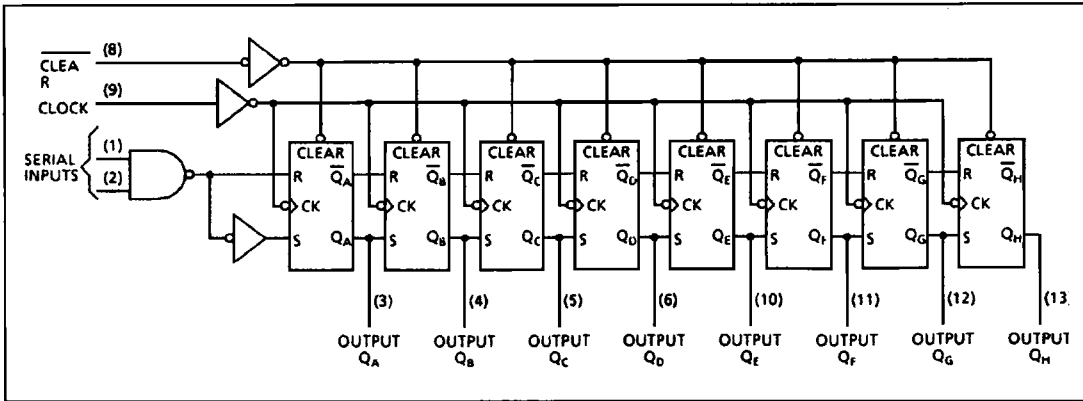 (8)
CLEA
R
(9)
CLOCK
SERIAL
INPUTS
(1)
(2)
CLEAR CLEAR CLEAR CLEAR CLEAR CLEAR CLEAR CLEAR
R Q̅A R Q̅B R Q̅C R Q̅D R Q̅E R Q̅F R Q̅G R Q̅H
CK CK CK CK CK CK CK CK
S QA S QB S QC S QD S QE S QF S QG S QH
(3) (4) (5) (6) (10) (11) (12) (13)
OUTPUT OUTPUT OUTPUT OUTPUT OUTPUT OUTPUT OUTPUT OUTPUT
QA QB QC QD QE QF QG QH